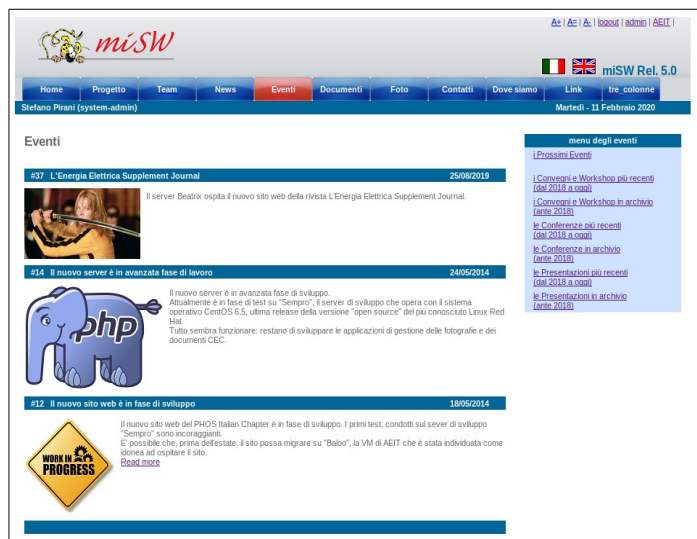 A+ | A= | A- | logout | admin | AEIT |
miSW
miSW Rel. 5.0
Home Progetto Team News Eventi Documenti Foto Contatti Dove siamo Link tre_colonne
Stefano Pirani (system-admin) Martedì - 11 Febbraio 2020
Eventi
#37 L'Energia Elettrica Supplement Journal 25/08/2019
Il server Beatrix ospita il nuovo sito web della rivista L'Energia Elettrica Supplement Journal.
#14 Il nuovo server è in avanzata fase di lavoro 24/05/2014
php
Il nuovo server è in avanzata fase di sviluppo.
Attualmente è in fase di test su "Sempro", il server di sviluppo che opera con il sistema
operativo CentOS 6.5, ultima release della versione "open source" del più conosciuto Linux Red
Hat.
Tutto sembra funzionare: restano di sviluppare le applicazioni di gestione delle fotografie e dei
documenti CEC.
#12 Il nuovo sito web è in fase di sviluppo 18/05/2014
WORK IN
PROGRESS
Il nuovo sito web del PHOS Italian Chapter è in fase di sviluppo. I primi test, condotti sul sever di sviluppo
"Sempro" sono incoraggianti.
E' possibile che, prima dell'estate, il sito possa migrare su "Baloo", la VM di AEIT che è stata individuata come
idonea ad ospitare il sito.
Read more
menu degli eventi
i Prossimi Eventi
i Convegni e Workshop più recenti
(dal 2018 a oggi)
i Convegni e Workshop in archivio
(ante 2018)
le Conferenze più recenti
(dal 2018 a oggi)
le Conferenze in archivio
(ante 2018)
le Presentazioni più recenti
(dal 2018 a oggi)
le Presentazioni in archivio
(ante 2018)